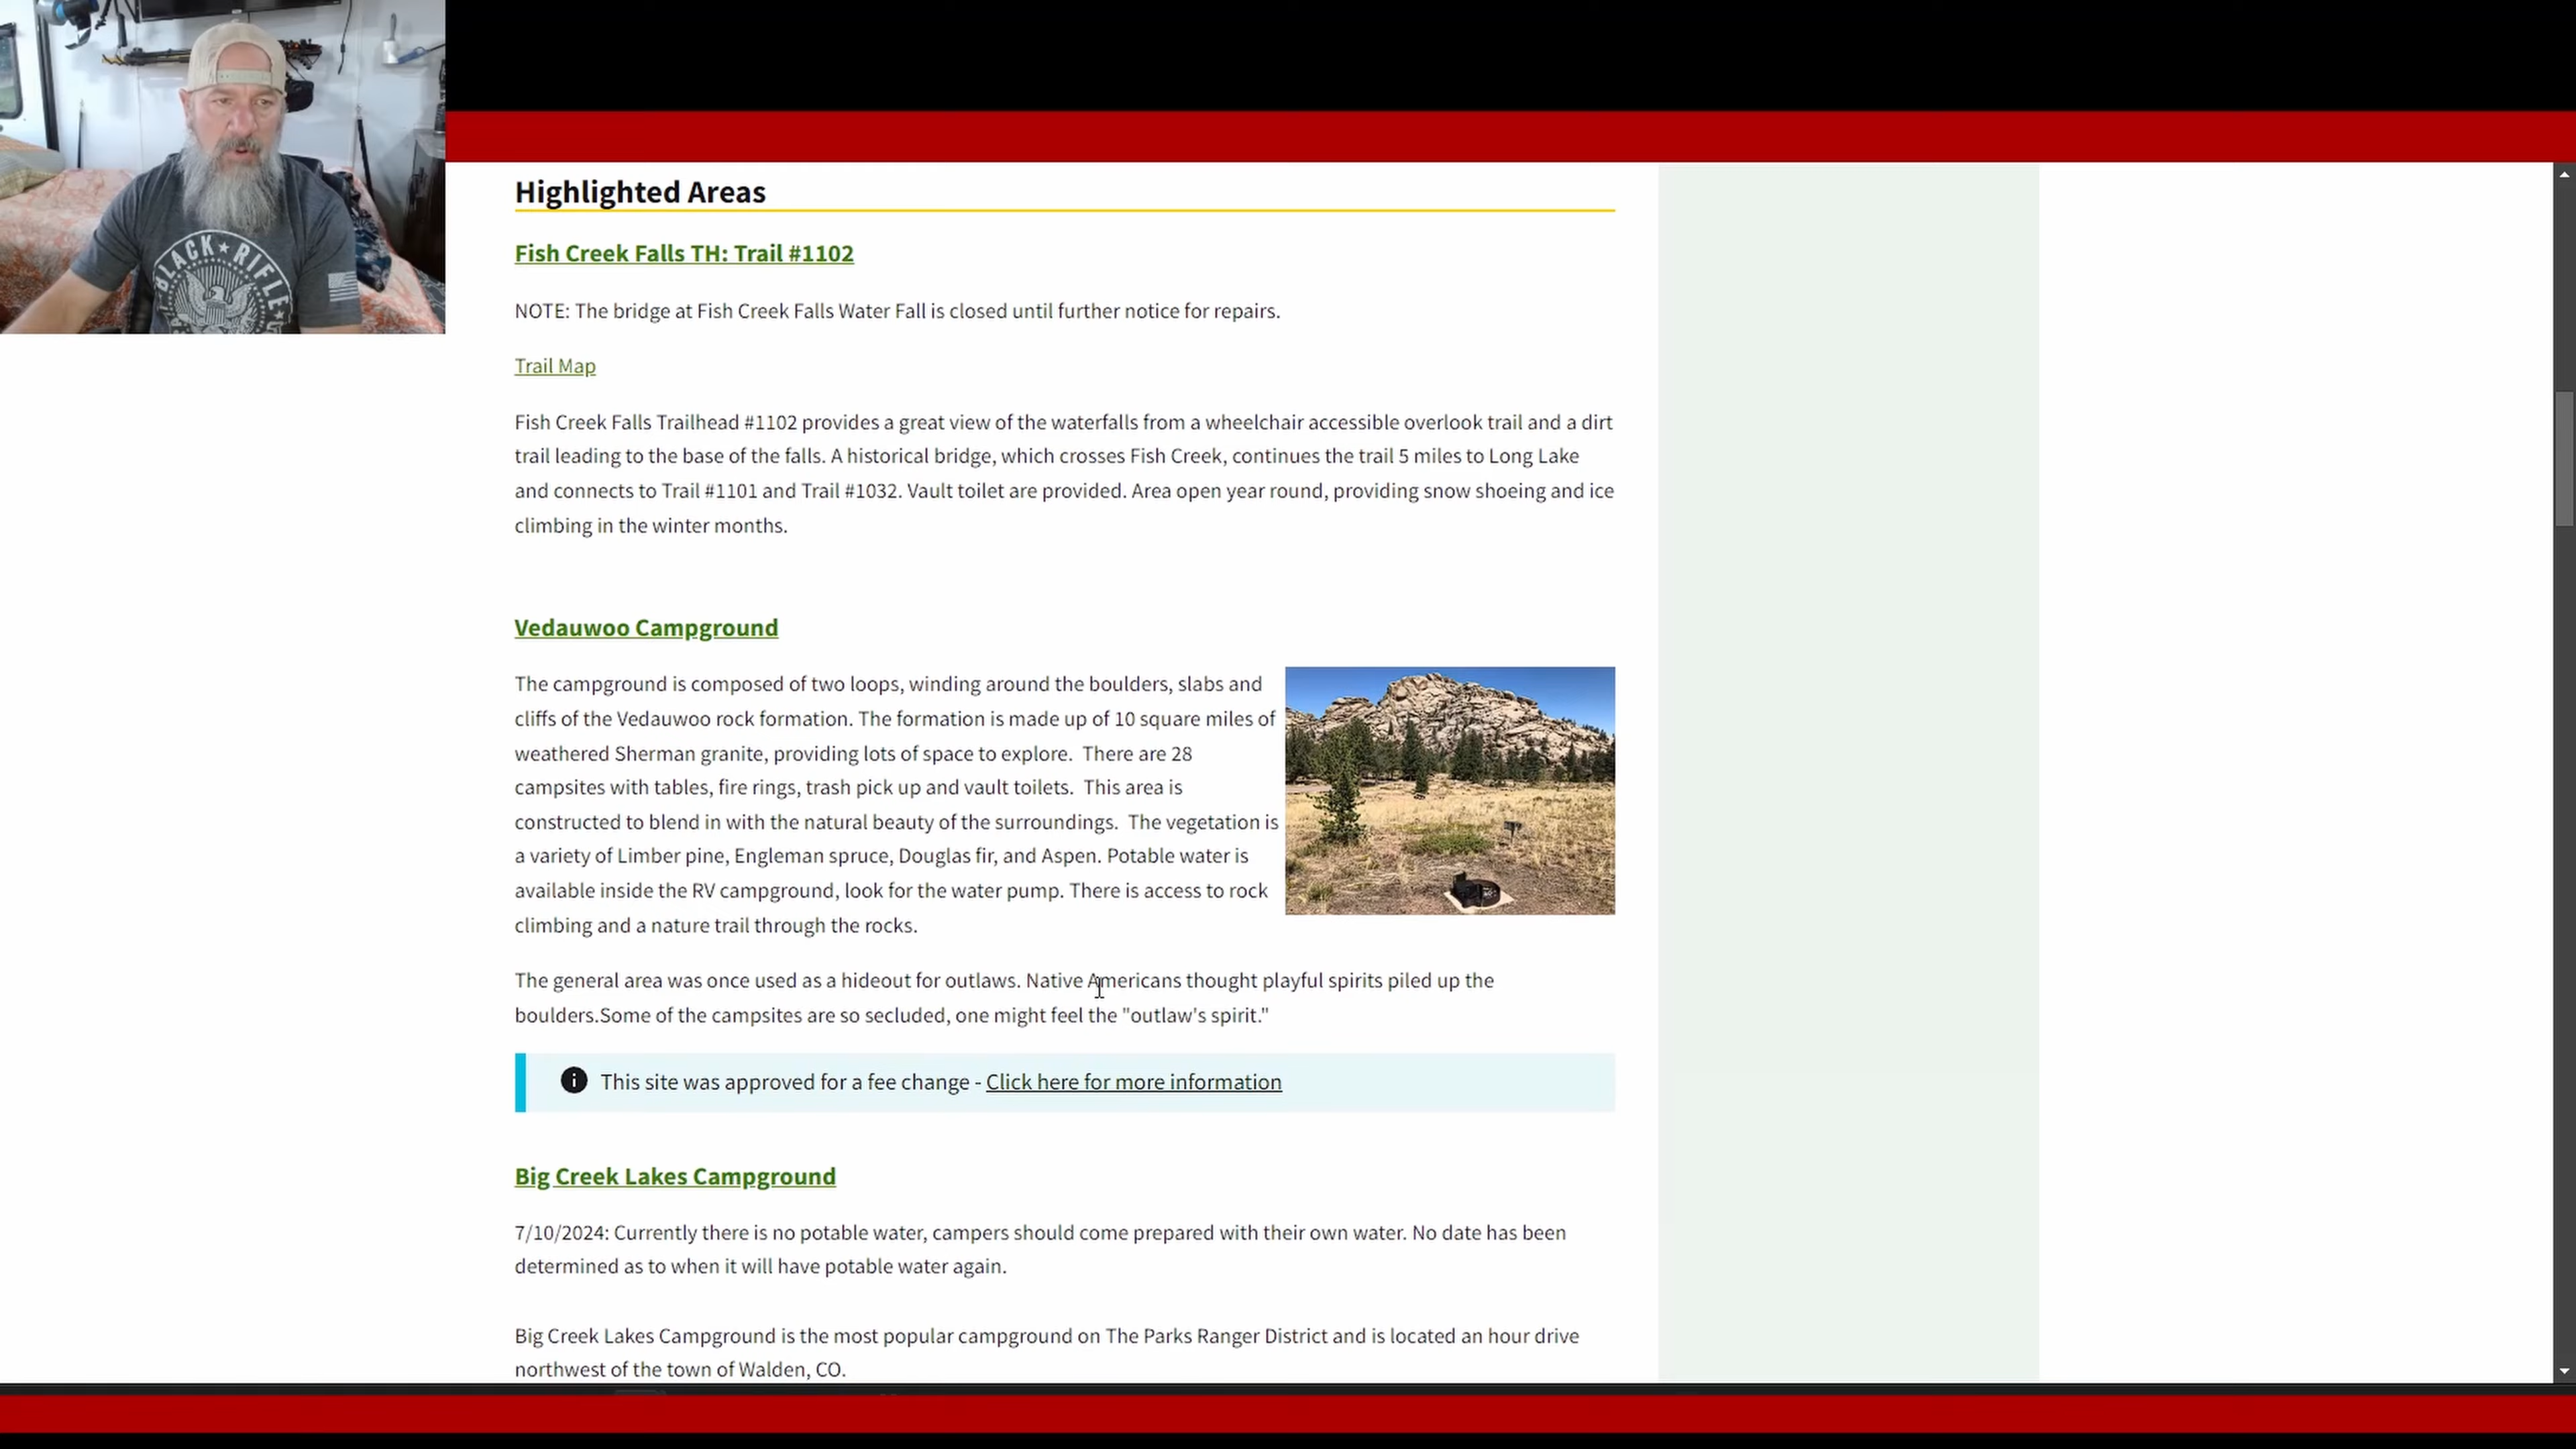 BLACK★RIFLE
Highlighted Areas
Fish Creek Falls TH: Trail #1102
NOTE: The bridge at Fish Creek Falls Water Fall is closed until further notice for repairs.
Trail Map
Fish Creek Falls Trailhead #1102 provides a great view of the waterfalls from a wheelchair accessible overlook trail and a dirt
trail leading to the base of the falls. A historical bridge, which crosses Fish Creek, continues the trail 5 miles to Long Lake
and connects to Trail #1101 and Trail #1032. Vault toilet are provided. Area open year round, providing snow shoeing and ice
climbing in the winter months.
Vedauwoo Campground
The campground is composed of two loops, winding around the boulders, slabs and
cliffs of the Vedauwoo rock formation. The formation is made up of 10 square miles of
weathered Sherman granite, providing lots of space to explore.  There are 28
campsites with tables, fire rings, trash pick up and vault toilets.  This area is
constructed to blend in with the natural beauty of the surroundings.  The vegetation is
a variety of Limber pine, Engleman spruce, Douglas fir, and Aspen. Potable water is
available inside the RV campground, look for the water pump. There is access to rock
climbing and a nature trail through the rocks.
The general area was once used as a hideout for outlaws. Native Americans thought playful spirits piled up the
boulders.Some of the campsites are so secluded, one might feel the "outlaw's spirit."
This site was approved for a fee change - Click here for more information
Big Creek Lakes Campground
7/10/2024: Currently there is no potable water, campers should come prepared with their own water. No date has been
determined as to when it will have potable water again.
Big Creek Lakes Campground is the most popular campground on The Parks Ranger District and is located an hour drive
northwest of the town of Walden, CO.